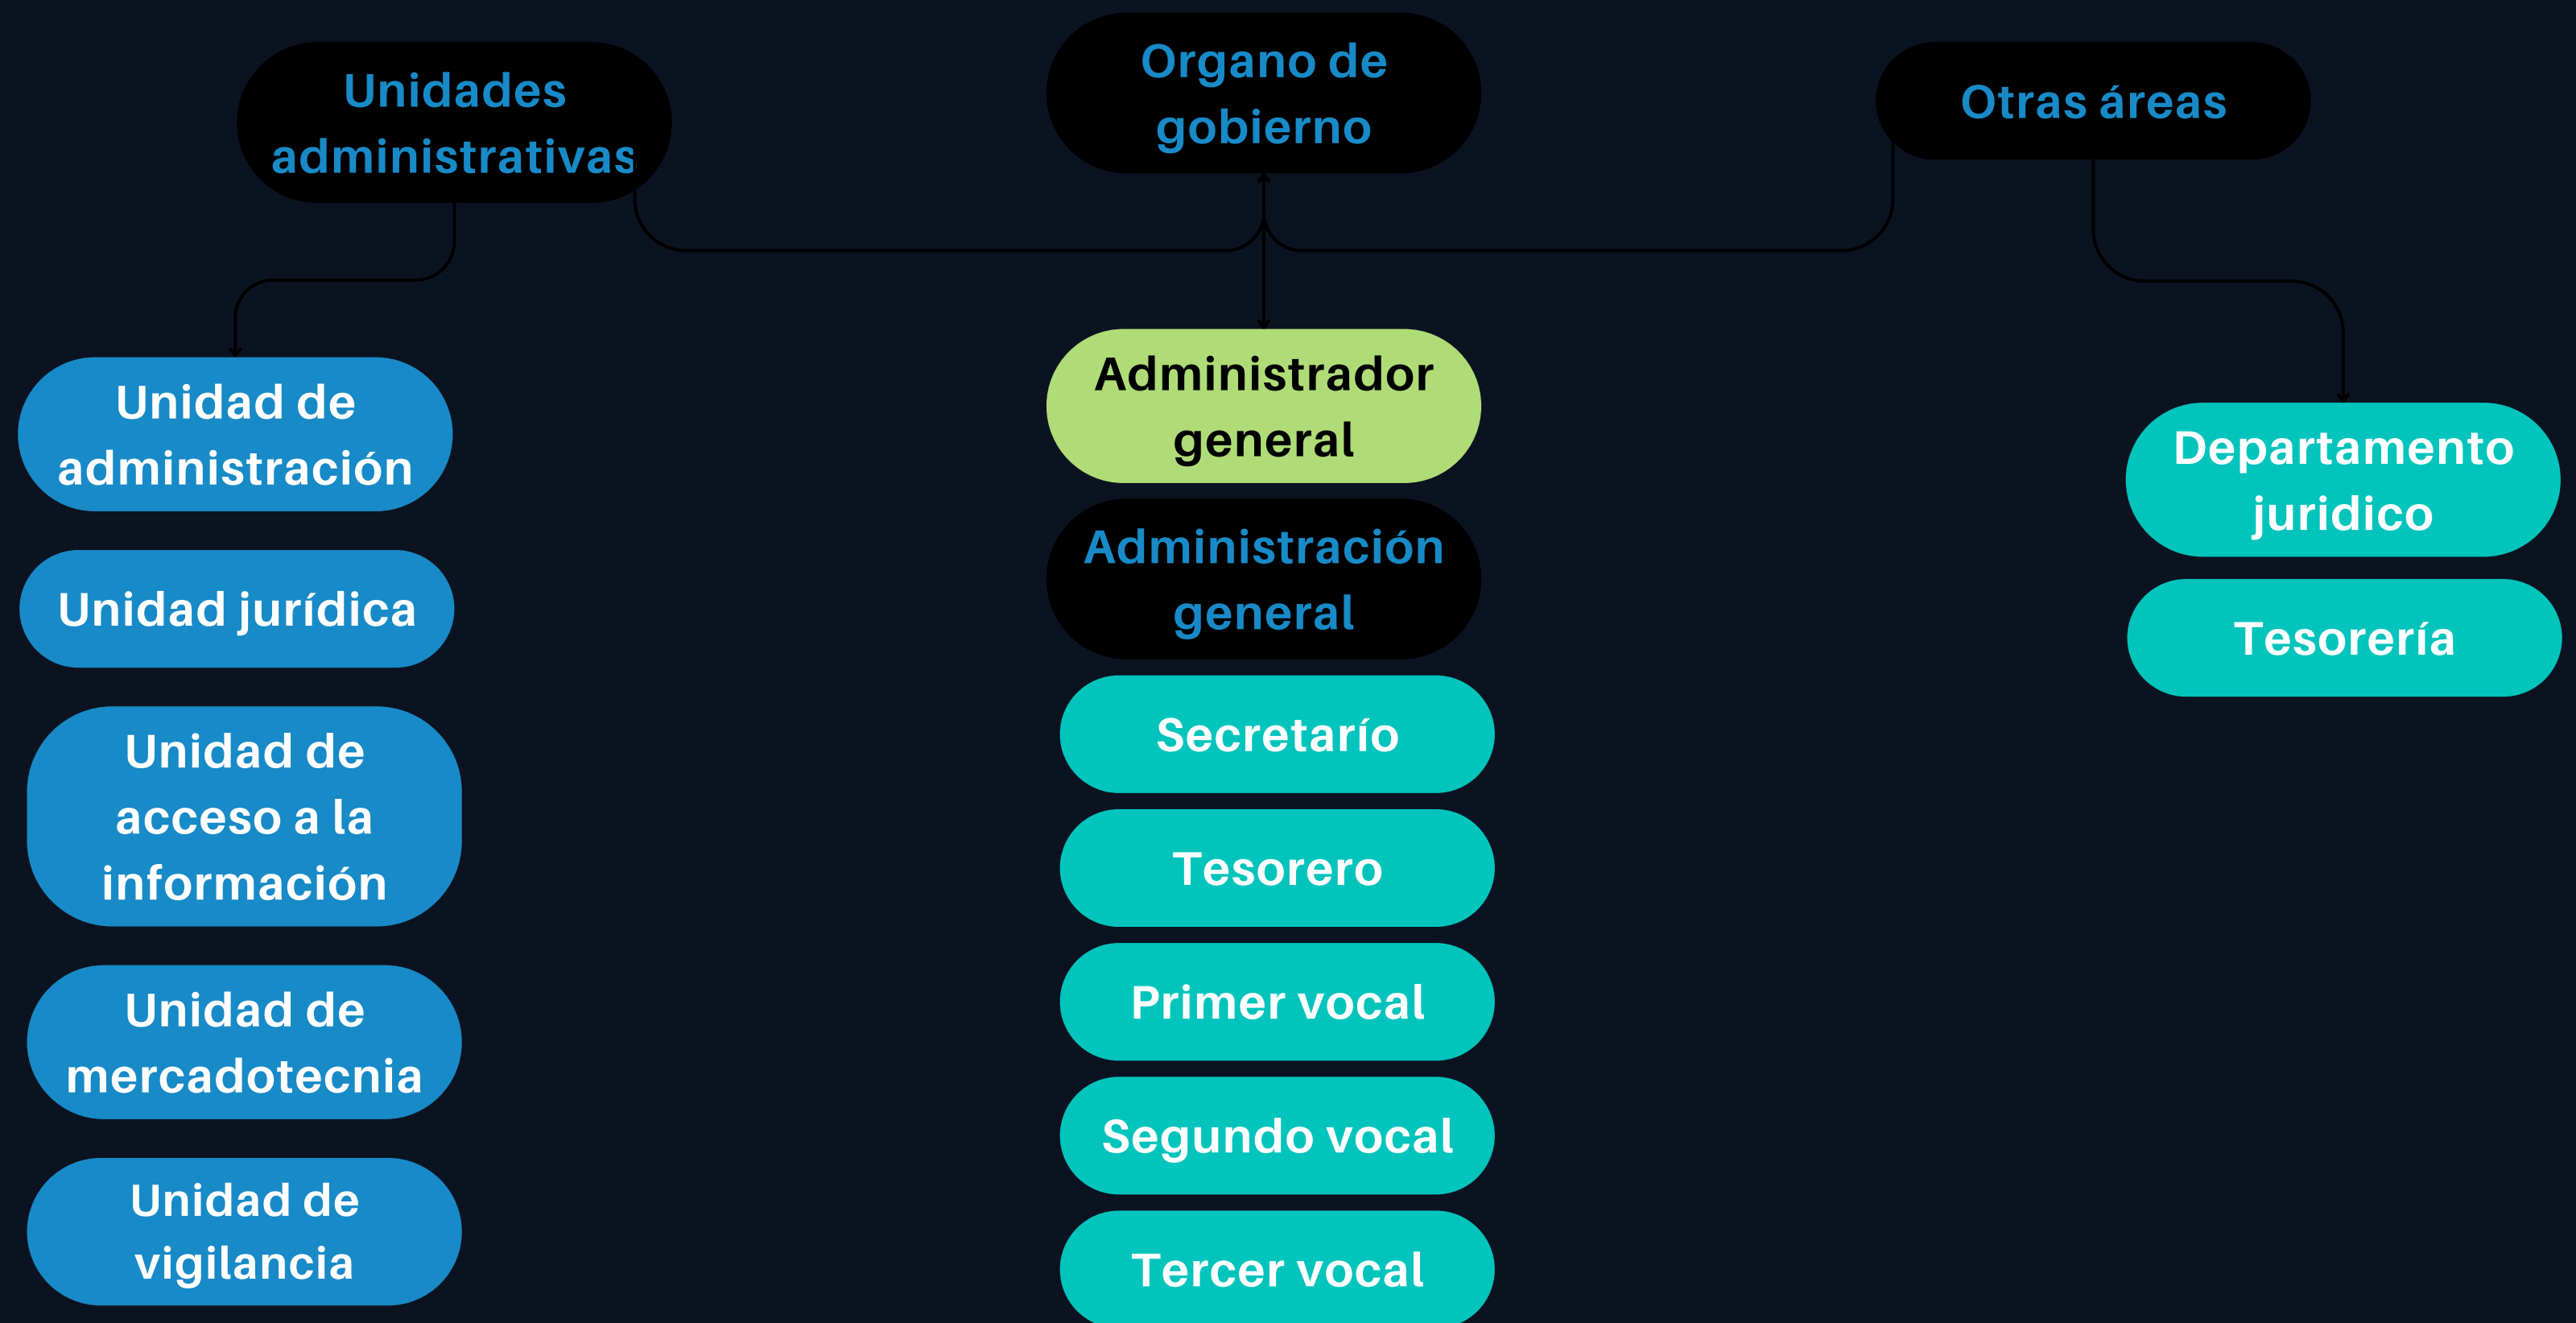 Unidades
administrativas
Organo de
gobierno
Otras áreas
Unidad de
administración
Unidad jurídica
Unidad de
acceso a la
información
Unidad de
mercadotecnia
Unidad de
vigilancia
Administrador
general
Administración
general
Secretarío
Tesorero
Primer vocal
Segundo vocal
Tercer vocal
Departamento
juridico
Tesorería